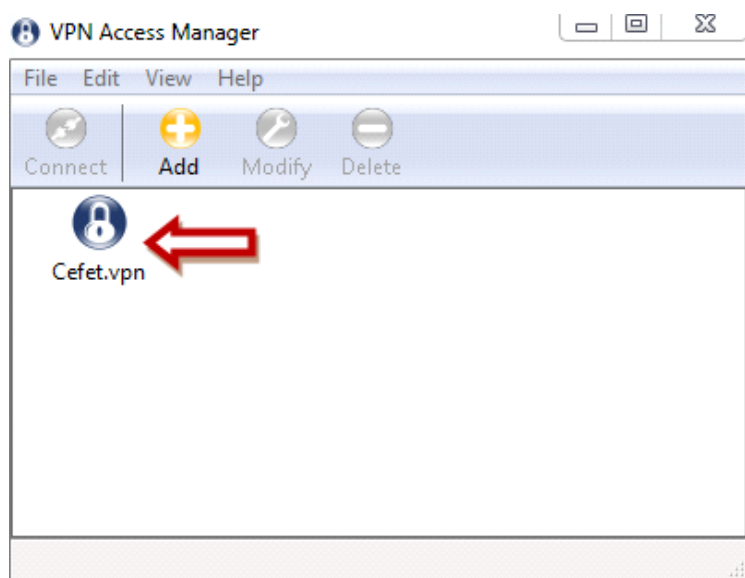 VPN Access Manager
File Edit View Help
Connect Add Modify Delete
Cefet.vpn